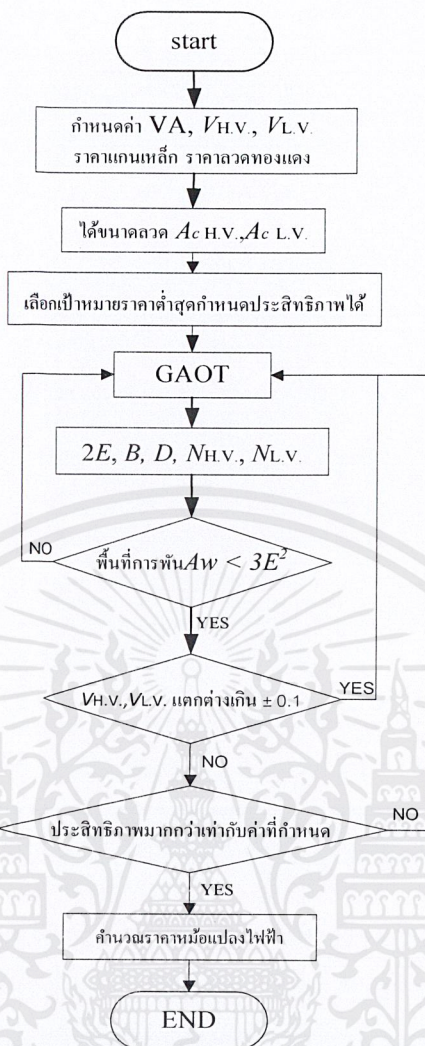 start
กำหนดค่า VA, VH.V., VL.V.
ราคาแกนเหล็ก ราคาลวดทองแดง
ได้ขนาดลวด Ac H.V.,Ac L.V.
เลือกเป้าหมายราคาต่ำสุดกำหนดประสิทธิภาพได้
GAOT
2E, B, D, NH.V., NL.V.
NO
พื้นที่การพันAw < 3E²
YES
VH.V.,VL.V. แตกต่างเกิน ± 0.1
YES
NO
ประสิทธิภาพมากกว่าเท่ากับค่าที่กำหนด
NO
YES
คำนวณราคาหม้อแปลงไฟฟ้า
END